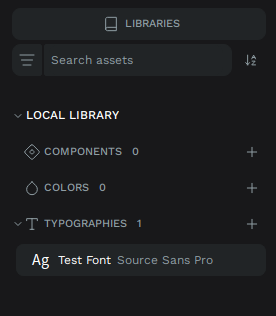 LIBRARIES
Search assets
LOCAL LIBRARY
COMPONENTS 0
COLORS 0
TYPOGRAPHIES 1
Ag Test Font Source Sans Pro